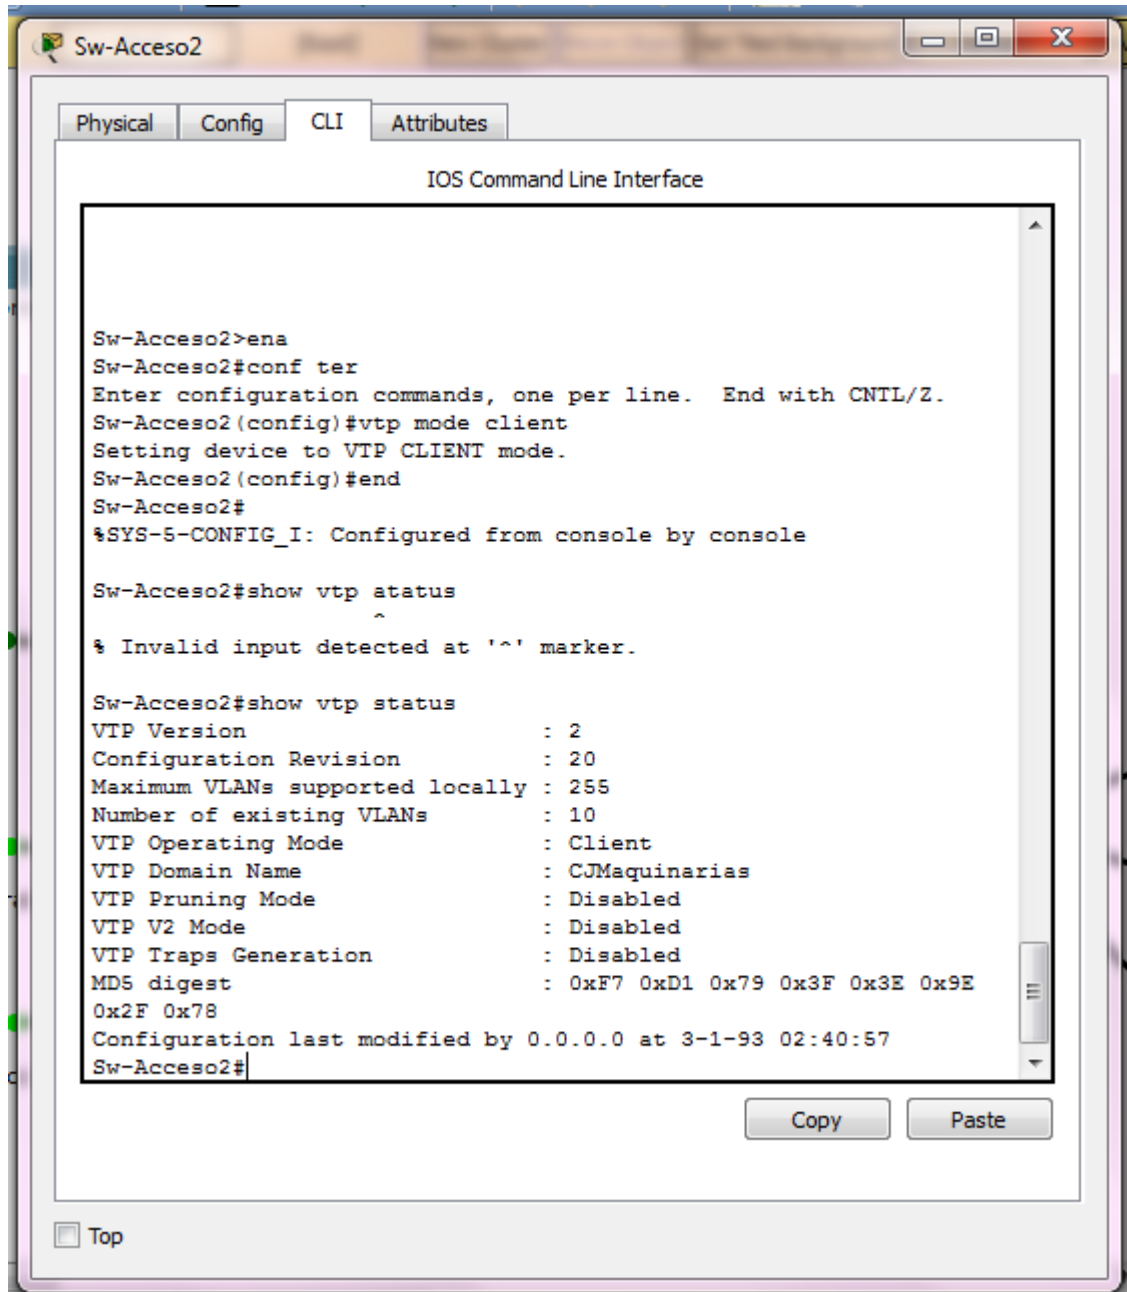 Sw-Acceso2
Physical Config CLI Attributes
IOS Command Line Interface
Sw-Acceso2>ena
Sw-Acceso2#conf ter
Enter configuration commands, one per line.  End with CNTL/Z.
Sw-Acceso2(config)#vtp mode client
Setting device to VTP CLIENT mode.
Sw-Acceso2(config)#end
Sw-Acceso2#
%SYS-5-CONFIG_I: Configured from console by console
Sw-Acceso2#show vtp atatus
^
% Invalid input detected at '^' marker.
Sw-Acceso2#show vtp status
VTP Version                     : 2
Configuration Revision          : 20
Maximum VLANs supported locally : 255
Number of existing VLANs        : 10
VTP Operating Mode              : Client
VTP Domain Name                 : CJMaquinarias
VTP Pruning Mode                : Disabled
VTP V2 Mode                     : Disabled
VTP Traps Generation            : Disabled
MD5 digest                      : 0xF7 0xD1 0x79 0x3F 0x3E 0x9E
0x2F 0x78
Configuration last modified by 0.0.0.0 at 3-1-93 02:40:57
Sw-Acceso2#
Copy Paste
Top